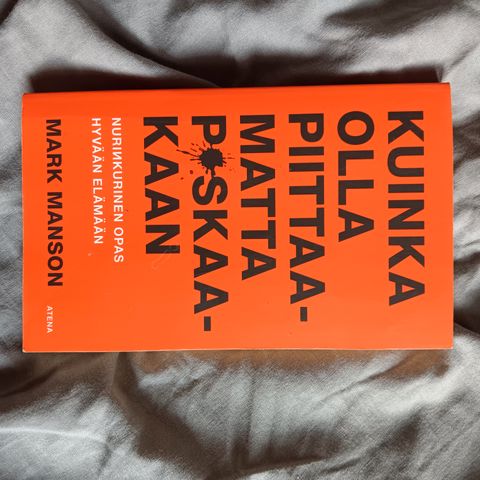 KUINKA
OLLA
PIITTAA-
MATTA
P*SKAA-
KAAN
NURINKURINEN OPAS
HYVÄÄN ELÄMÄÄN
MARK MANSON
ATENA